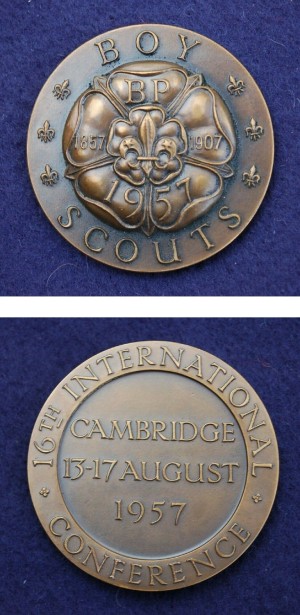 BOY
BP
1857 1907
1957
SCOUTS
16TH INTERNATIONAL
CAMBRIDGE
13-17 AUGUST
1957
CONFERENCE